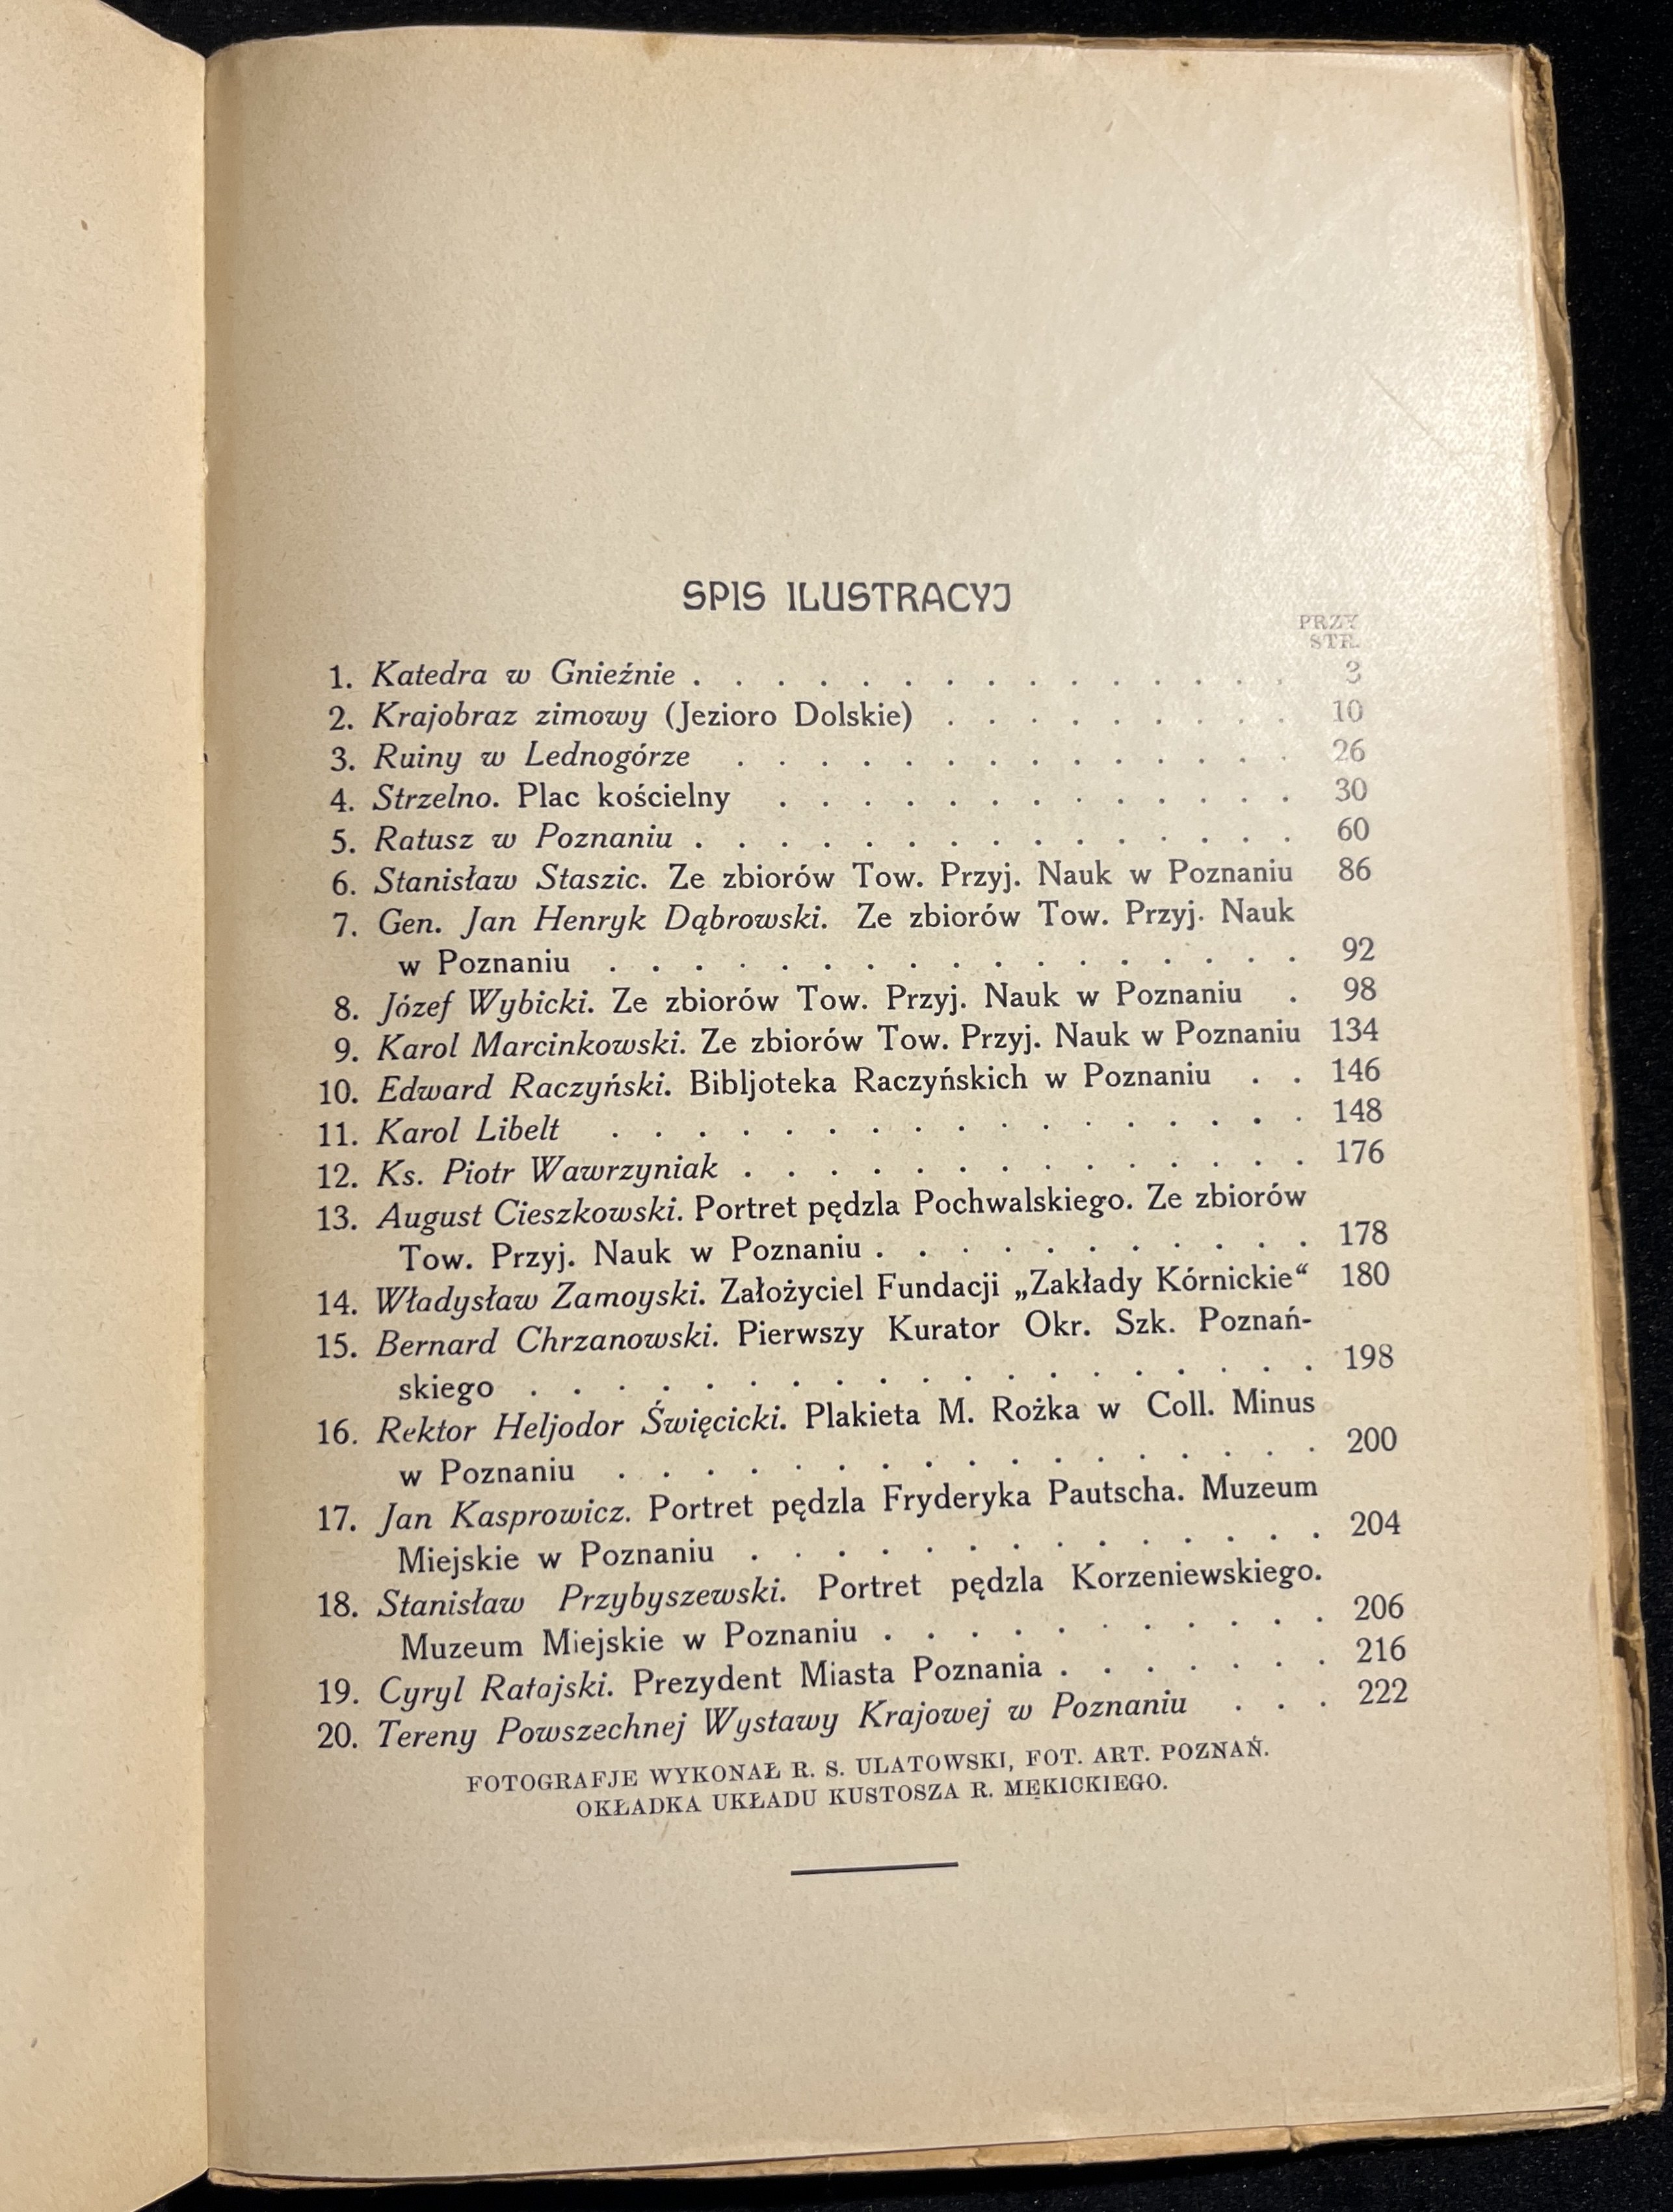 SPIS ILUSTRACYJ
PRZY
STR.
1. Katedra w Gnieźnie . . . . . . . . . . . . . . . 3
2. Krajobraz zimowy (Jezioro Dolskie) . . . . . . . . . 10
3. Ruiny w Lednogórze . . . . . . . . . . . . . . 26
4. Strzelno. Plac kościelny . . . . . . . . . . . . . 30
5. Ratusz w Poznaniu . . . . . . . . . . . . . . . 60
6. Stanisław Staszic. Ze zbiorów Tow. Przyj. Nauk w Poznaniu 86
7. Gen. Jan Henryk Dąbrowski. Ze zbiorów Tow. Przyj. Nauk
w Poznaniu . . . . . . . . . . . . . . . . . 92
8. Józef Wybicki. Ze zbiorów Tow. Przyj. Nauk w Poznaniu . 98
9. Karol Marcinkowski. Ze zbiorów Tow. Przyj. Nauk w Poznaniu 134
10. Edward Raczyński. Bibljoteka Raczyńskich w Poznaniu . . 146
11. Karol Libelt . . . . . . . . . . . . . . . . . 148
12. Ks. Piotr Wawrzyniak . . . . . . . . . . . . . . 176
13. August Cieszkowski. Portret pędzla Pochwalskiego. Ze zbiorów
Tow. Przyj. Nauk w Poznaniu . . . . . . . . . . . 178
14. Władysław Zamoyski. Założyciel Fundacji „Zakłady Kórnickie“ 180
15. Bernard Chrzanowski. Pierwszy Kurator Okr. Szk. Poznań-
skiego . . . . . . . . . . . . . . . . . . . 198
16. Rektor Heljodor Święcicki. Plakieta M. Rożka w Coll. Minus
w Poznaniu . . . . . . . . . . . . . . . . . 200
17. Jan Kasprowicz. Portret pędzla Fryderyka Pautscha. Muzeum
Miejskie w Poznaniu . . . . . . . . . . . . . . 204
18. Stanisław Przybyszewski. Portret pędzla Korzeniewskiego.
Muzeum Miejskie w Poznaniu . . . . . . . . . . . 206
19. Cyryl Ratajski. Prezydent Miasta Poznania . . . . . . . 216
20. Tereny Powszechnej Wystawy Krajowej w Poznaniu . . . 222
FOTOGRAFJE WYKONAŁ R. S. ULATOWSKI, FOT. ART. POZNAŃ.
OKŁADKA UKŁADU KUSTOSZA R. MĘKICKIEGO.